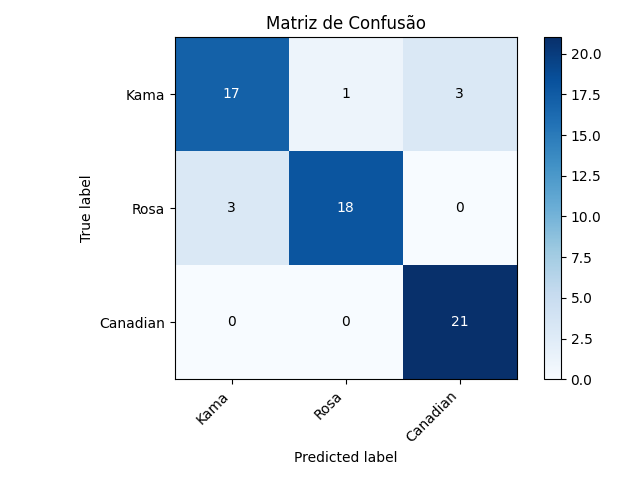 Matriz de Confusão
True label
Kama
17
1
3
Rosa
3
18
0
Canadian
0
0
21
Kama
Rosa
Canadian
Predicted label
20.0
17.5
15.0
12.5
10.0
7.5
5.0
2.5
0.0